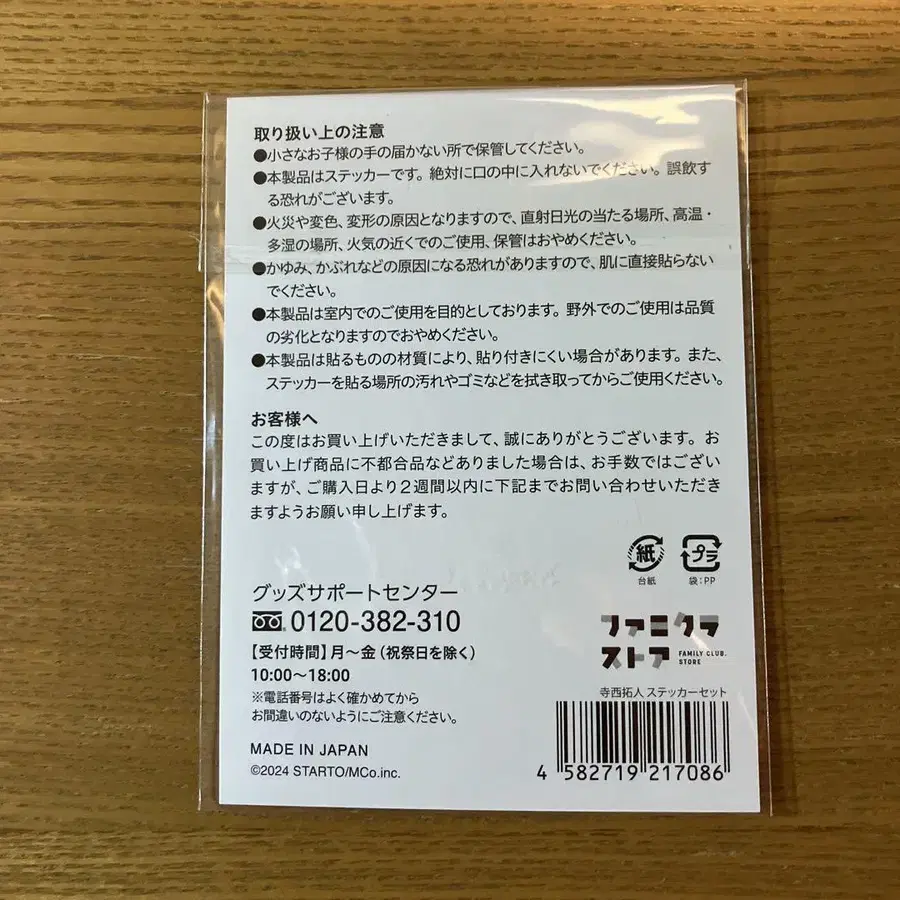 取り扱い上の注意
●小さなお子様の手の届かない所で保管してください。
●本製品はステッカーです。絶対に口の中に入れないでください。誤飲す
る恐れがございます。
●火災や変色、変形の原因となりますので、直射日光の当たる場所、高温・
多湿の場所、火気の近くでのご使用、保管はおやめください。
●かゆみ、かぶれなどの原因になる恐れがありますので、肌に直接貼らない
でください。
●本製品は室内でのご使用を目的としております。野外でのご使用は品質
の劣化となりますのでおやめください。
●本製品は貼るものの材質により、貼り付きにくい場合があります。また、
ステッカーを貼る場所の汚れやゴミなどを拭き取ってからご使用ください。
お客様へ
この度はお買い上げいただきまして、誠にありがとうございます。お
買い上げ商品に不都合品などありました場合は、お手数ではござい
ますが、ご購入日より2週間以内に下記までお問い合わせいただき
ますようお願い申し上げます。
紙
台紙
プラ
袋:PP
グッズサポートセンター
0120-382-310
【受付時間】月～金(祝祭日を除く)
10:00～18:00
※電話番号はよく確かめてから
お間違いのないようにご注意ください。
MADE IN JAPAN
©2024 STARTO/MCo.inc.
ファミクラ
ストア
FAMILY CLUB.
STORE
寺西拓人 ステッカーセット
4 582719 217086